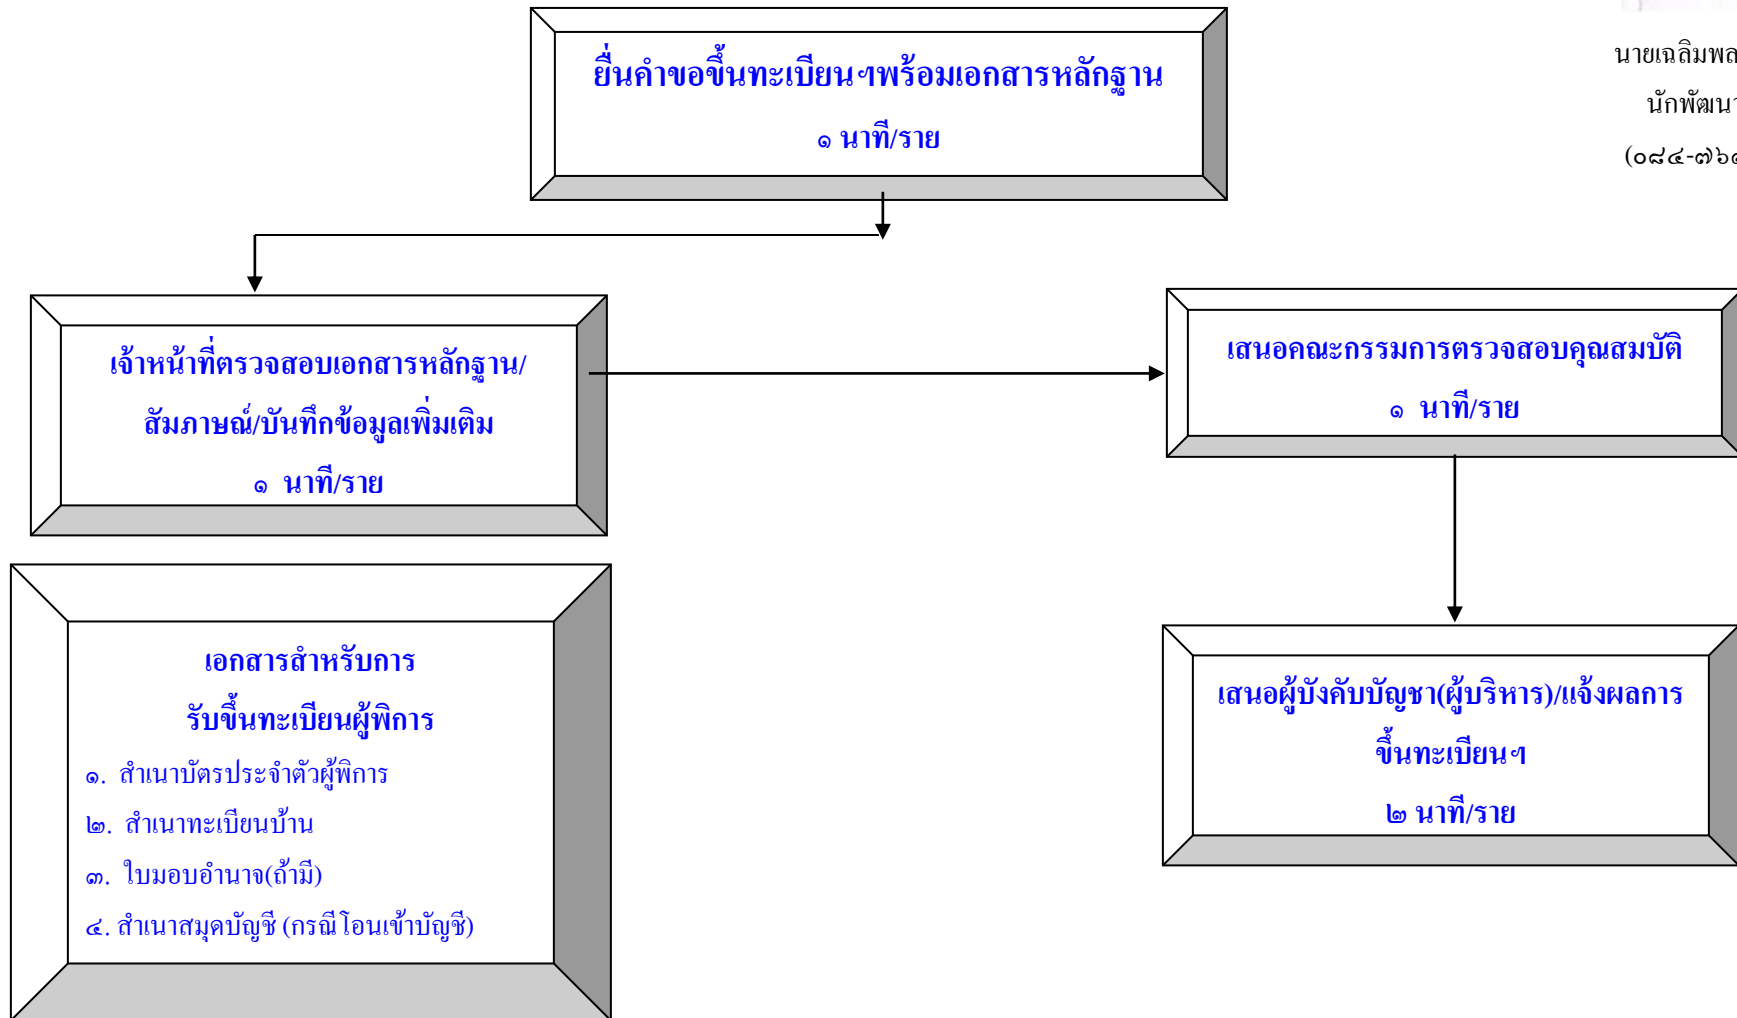 ยื่นคำขอขึ้นทะเบียนฯพร้อมเอกสารหลักฐาน
๑ นาที/ราย
นายเฉลิมพล
นักพัฒนา
(๐๘๔-๗๖๑
เจ้าหน้าที่ตรวจสอบเอกสารหลักฐาน/
สัมภาษณ์/บันทึกข้อมูลเพิ่มเติม
๑ นาที/ราย
เสนอคณะกรรมการตรวจสอบคุณสมบัติ
๑ นาที/ราย
เอกสารสำหรับการ
รับขึ้นทะเบียนผู้พิการ
๑. สำเนาบัตรประจำตัวผู้พิการ
๒. สำเนาทะเบียนบ้าน
๓. ใบมอบอำนาจ(ถ้ามี)
๔. สำเนาสมุดบัญชี (กรณีโอนเข้าบัญชี)
เสนอผู้บังคับบัญชา(ผู้บริหาร)/แจ้งผลการ
ขึ้นทะเบียนฯ
๒ นาที/ราย